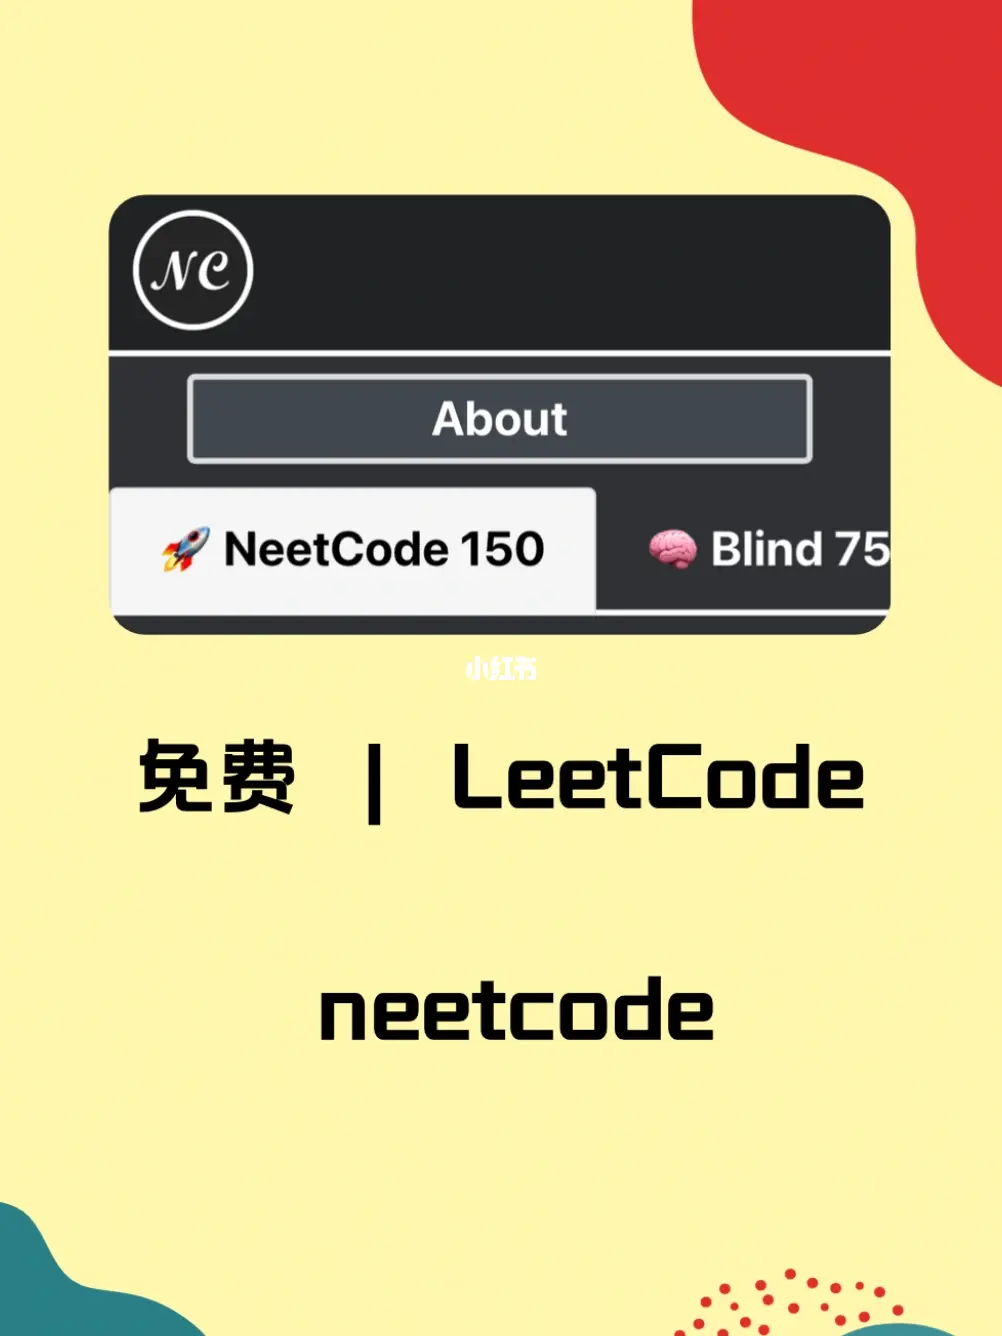 NC
About
🚀 NeetCode 150 🧠 Blind 75
小红书
免费 | LeetCode
neetcode